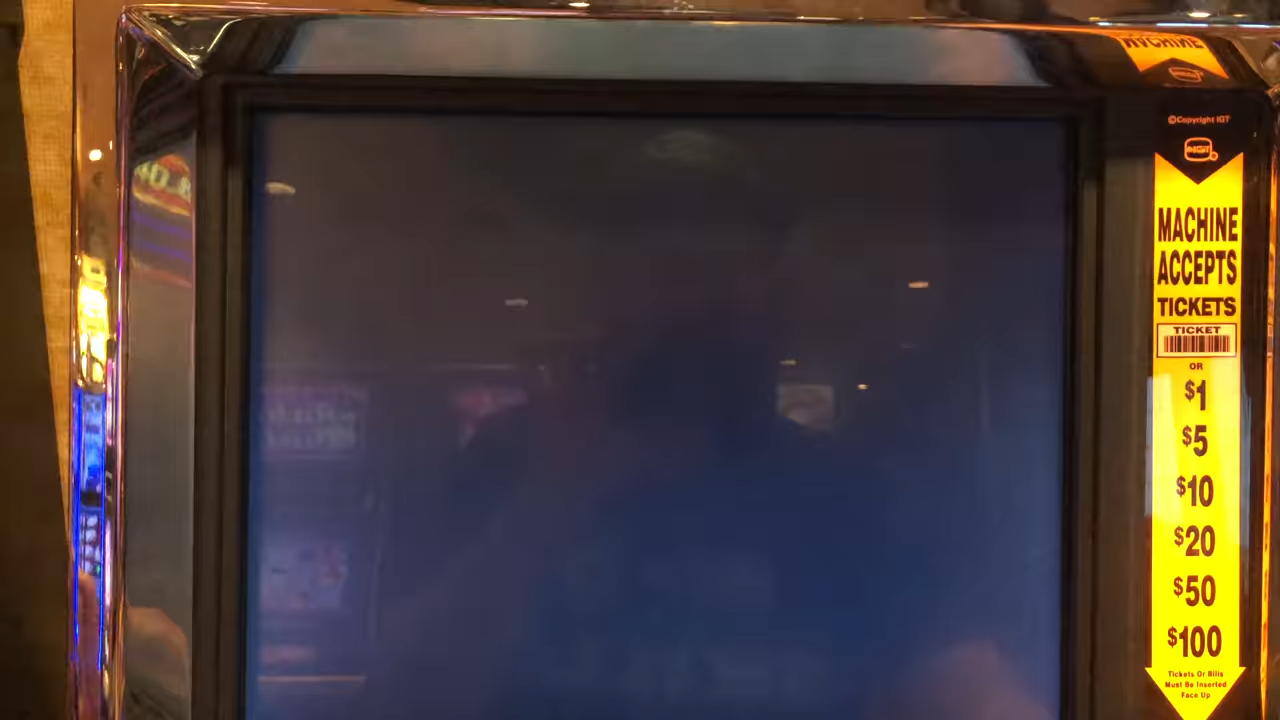 MACHINE
©Copyright IGT
IGT
MACHINE
ACCEPTS
TICKETS
TICKET
OR
$1
$5
$10
$20
$50
$100
Tickets Or Bills
Must Be Inserted
Face Up